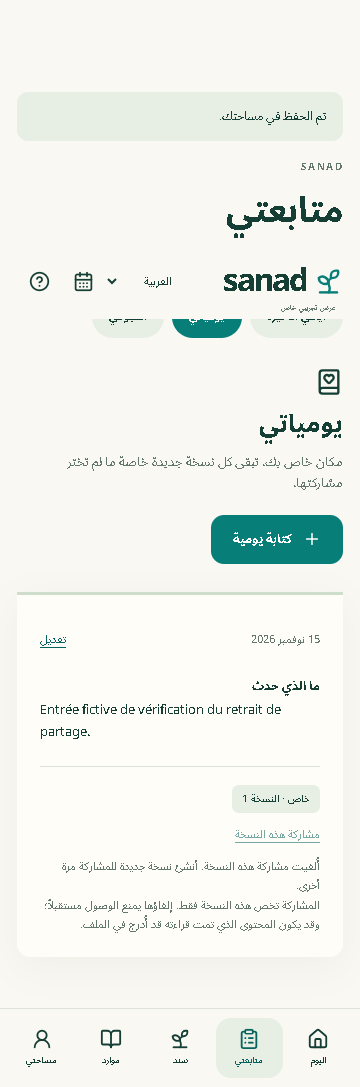 تم الحفظ في مساحتك.
SANAD
متابعتي
sanad
عرض تجريبي خاص
العربية
يومياتي
مكان خاص بك. تبقى كل نسخة جديدة خاصة ما لم تختر
مشاركتها.
كتابة يومية
15 نوفمبر 2026
تعديل
ما الذي حدث
Entrée fictive de vérification du retrait de
partage.
خاص · النسخة 1
مشاركة هذه النسخة
أُلغيت مشاركة هذه النسخة. أنشئ نسخة جديدة للمشاركة مرة
أخرى.
المشاركة تخص هذه النسخة فقط. إلغاؤها يمنع الوصول مستقبلاً؛
وقد يكون المحتوى الذي تمت قراءته قد أُدرج في الملف.
اليوم
متابعتي
سند
موارد
مساحتي